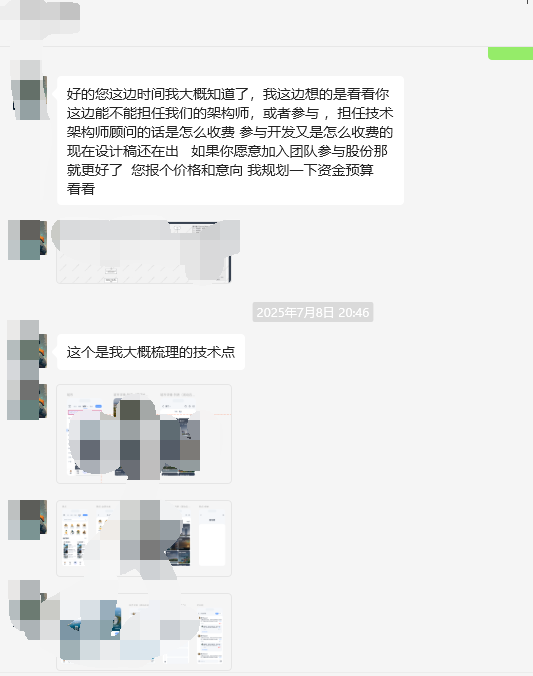 好的您这边时间我大概知道了，我这边想的是看看你
这边能不能担任我们的架构师，或者参与 ，担任技术
架构师顾问的话是怎么收费 参与开发又是怎么收费的
现在设计稿还在出   如果你愿意加入团队参与股份那
就更好了  您报个价格和意向 我规划一下资金预算
看看
2025年7月8日 20:46
这个是我大概梳理的技术点